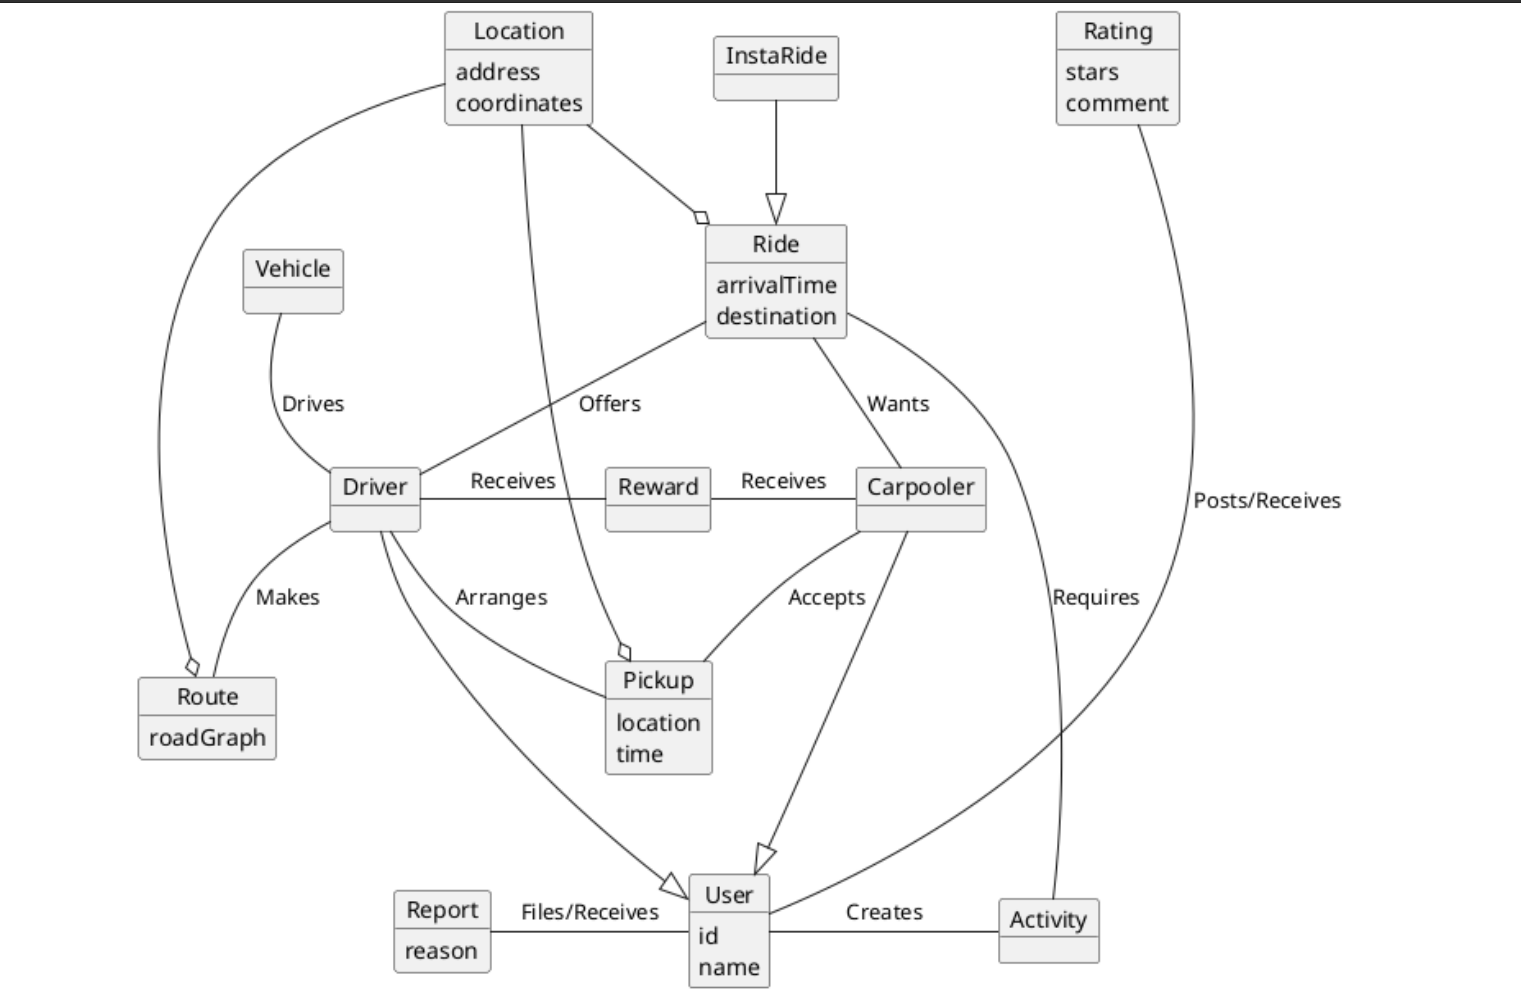 Location
address
coordinates
InstaRide
Rating
stars
comment
Vehicle
Ride
arrivalTime
destination
Drives
Offers
Wants
Driver
Receives
Reward
Receives
Carpooler
Posts/Receives
Makes
Arranges
Accepts
Requires
Route
roadGraph
Pickup
location
time
Report
reason
Files/Receives
User
id
name
Creates
Activity